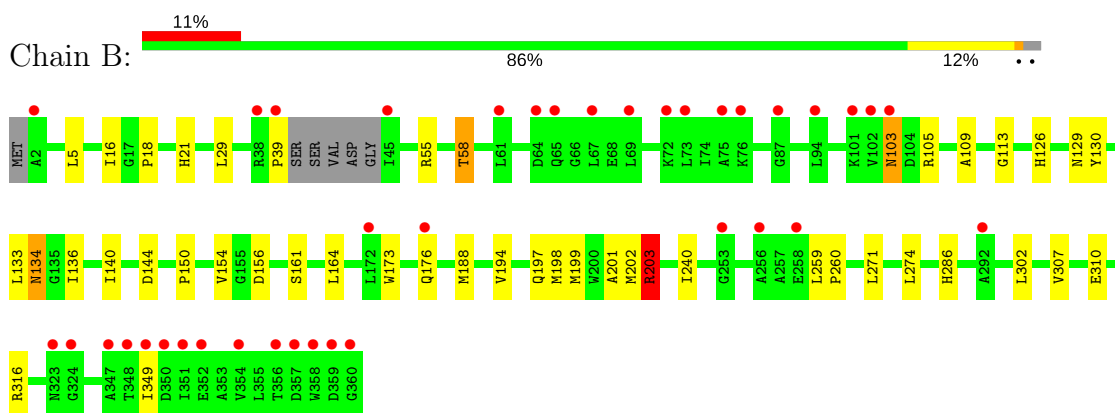 11%
Chain B:
86% 12% • •
MET A2 L5 I16 G17 P18 H21 L29 R38 P39 SER SER VAL ASP GLY I45 R55 T58 L61 D64 Q65 G66 L67 E68 L69 K72 L73 I74 A75 K76 G87 L94 K101 V102 N103 D104 R105 A109 G113 H126 N129 Y130
L133 N134 G135 I136 I140 D144 P150 V154 G155 D156 S161 L164 L172 W173 Q176 M188 V194 Q197 M198 M199 W200 A201 M202 R203 I240 G253 A256 A257 E258 L259 P260 L271 L274 H286 A292 L302 V307 E310
R316 N323 G324 A347 T348 I349 D350 I351 E352 A353 V354 L355 T356 D357 W358 D359 G360